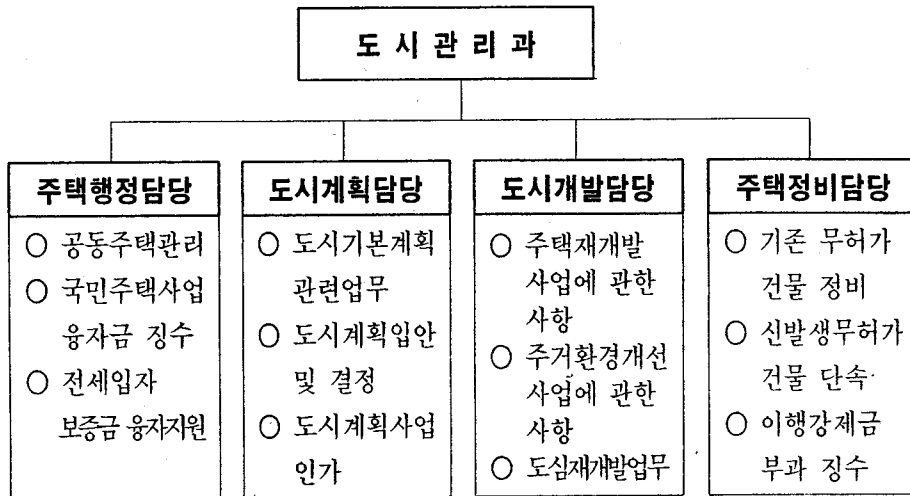 도 시 관 리 과
주택행정담당
○ 공동주택관리
○ 국민주택사업
융자금 징수
○ 전세입자
보증금 융자지원
도시계획담당
○ 도시기본계획
관련업무
○ 도시계획입안
및 결정
○ 도시계획사업
인가
도시개발담당
○ 주택재개발
사업에 관한
사항
○ 주거환경개선
사업에 관한
사항
○ 도심재개발업무
주택정비담당
○ 기존 무허가
건물 정비
○ 신발생무허가
건물 단속
○ 이행강제금
부과 징수